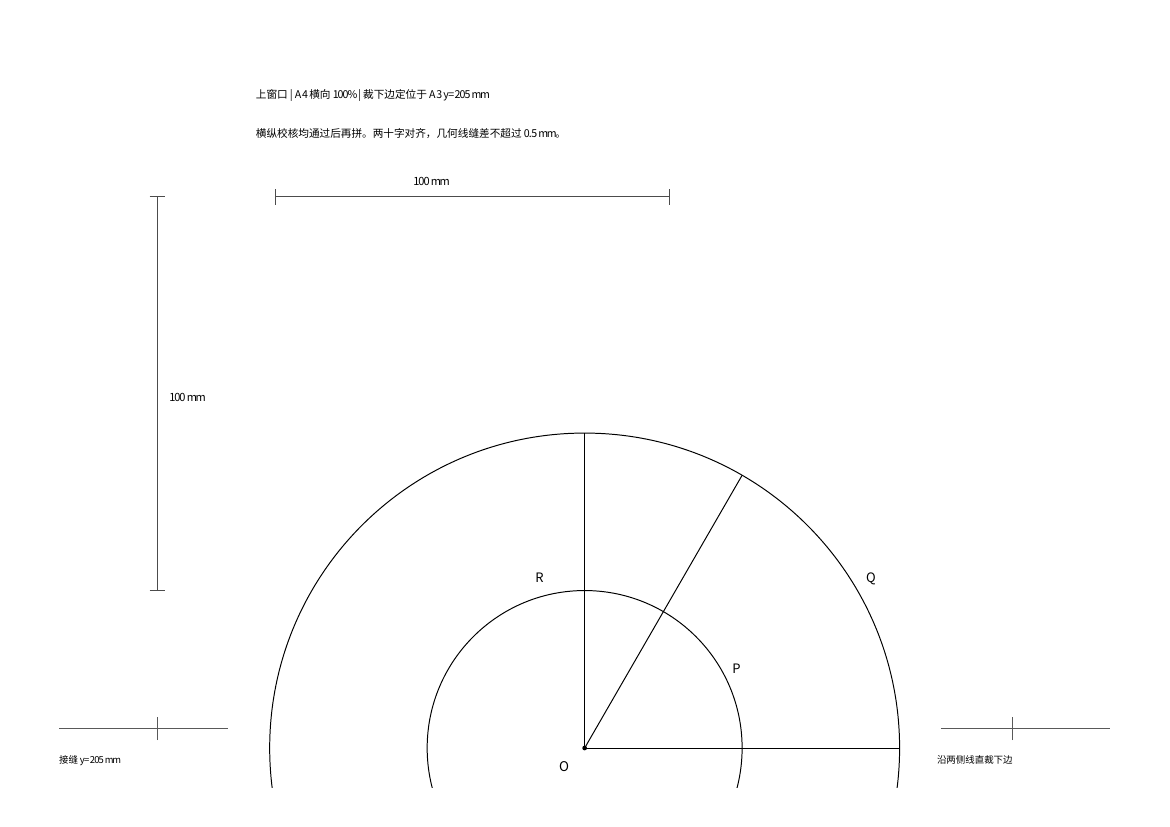 上窗口 | A4 横向 100% | 裁下边定位于 A3 y=205 mm
横纵校核均通过后再拼。两十字对齐，几何线缝差不超过 0.5 mm。
100 mm
100 mm
R
Q
P
O
接缝 y=205 mm
沿两侧线直裁下边